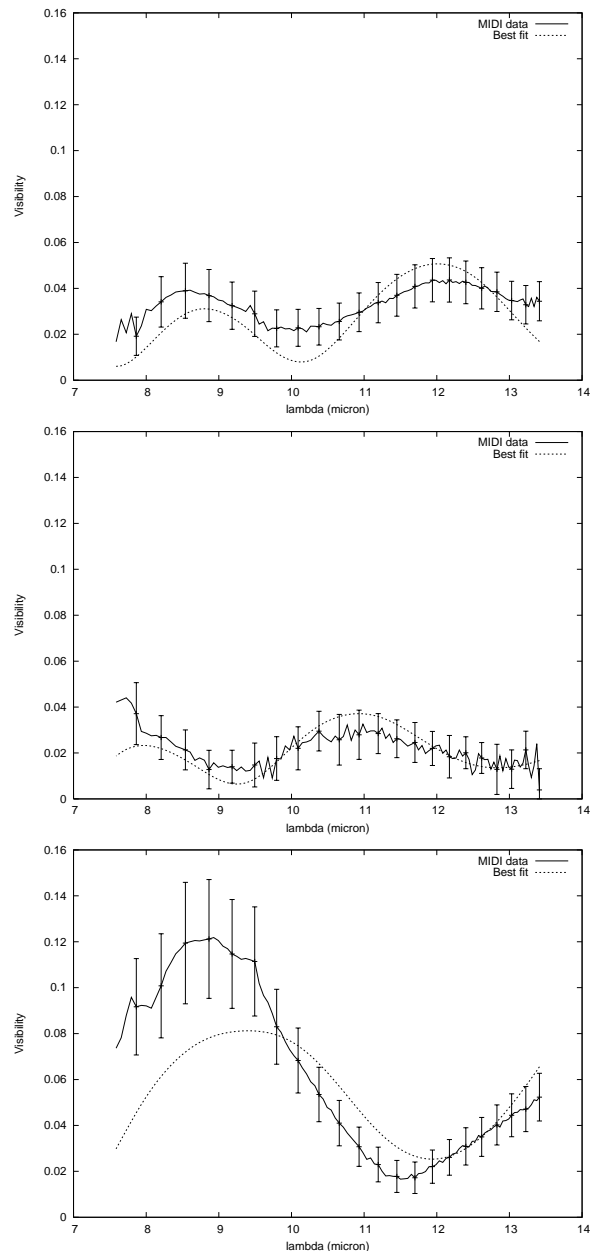 0.16
MIDI data
Best fit
0.14
0.12
0.1
Visibility
0.08
0.06
0.04
0.02
0
7 8 9 10 11 12 13 14
lambda (micron)
0.16
MIDI data
Best fit
0.14
0.12
0.1
Visibility
0.08
0.06
0.04
0.02
0
7 8 9 10 11 12 13 14
lambda (micron)
0.16
MIDI data
Best fit
0.14
0.12
0.1
Visibility
0.08
0.06
0.04
0.02
0
7 8 9 10 11 12 13 14
lambda (micron)